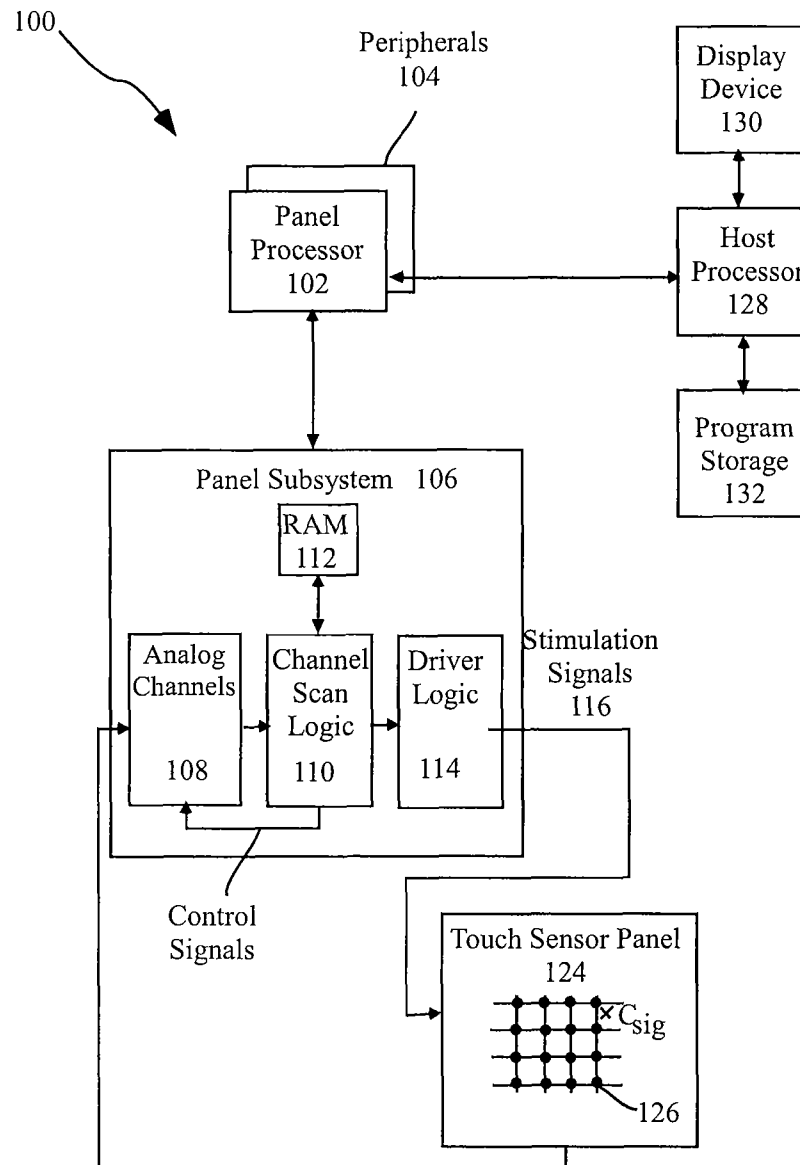 100
Peripherals
104
Display
Device
130
Panel
Processor
102
Host
Processor
128
Program
Storage
132
Panel Subsystem 106
RAM
112
Analog
Channels
108
Channel
Scan
Logic
110
Driver
Logic
114
Stimulation
Signals
116
Control
Signals
Touch Sensor Panel
124
Csig
126